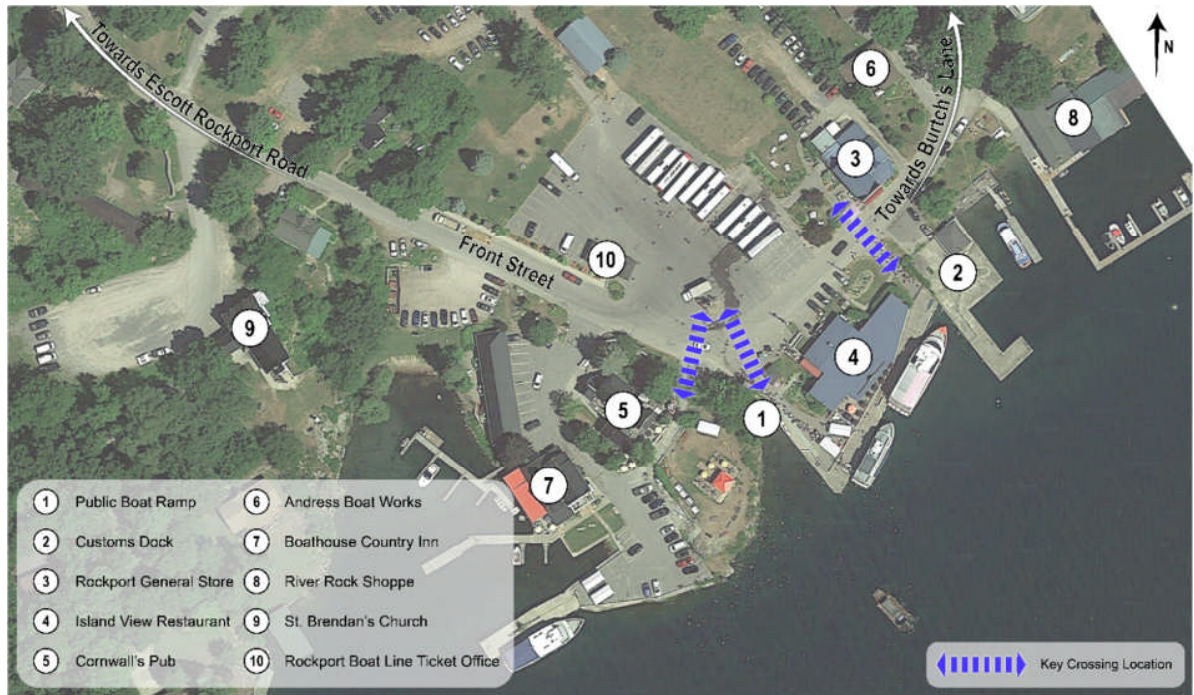 Towards Escott Rockport Road
Towards Burtch's Lane
N
Front Street
6
3
8
2
10
9
4
5
1
7
1 Public Boat Ramp
2 Customs Dock
3 Rockport General Store
4 Island View Restaurant
5 Cornwall's Pub
6 Andress Boat Works
7 Boathouse Country Inn
8 River Rock Shoppe
9 St. Brendan's Church
10 Rockport Boat Line Ticket Office
Key Crossing Location